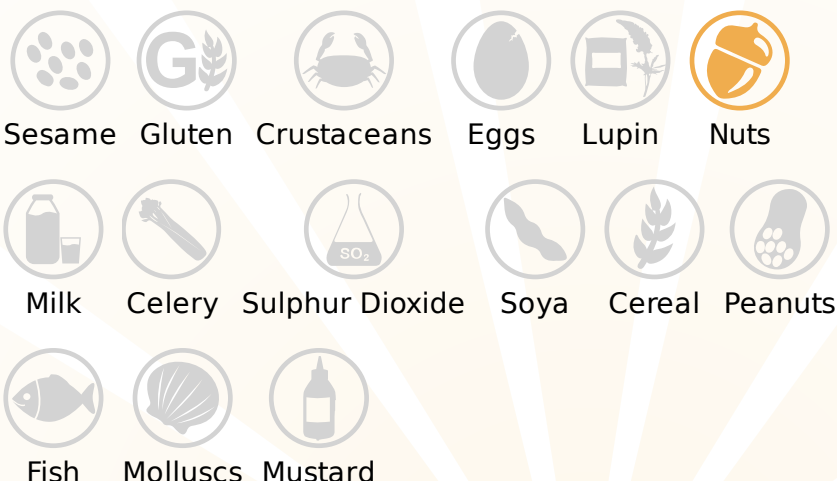 G
Sesame Gluten Crustaceans Eggs Lupin Nuts
SO₂
Milk Celery Sulphur Dioxide Soya Cereal Peanuts
Fish Molluscs Mustard